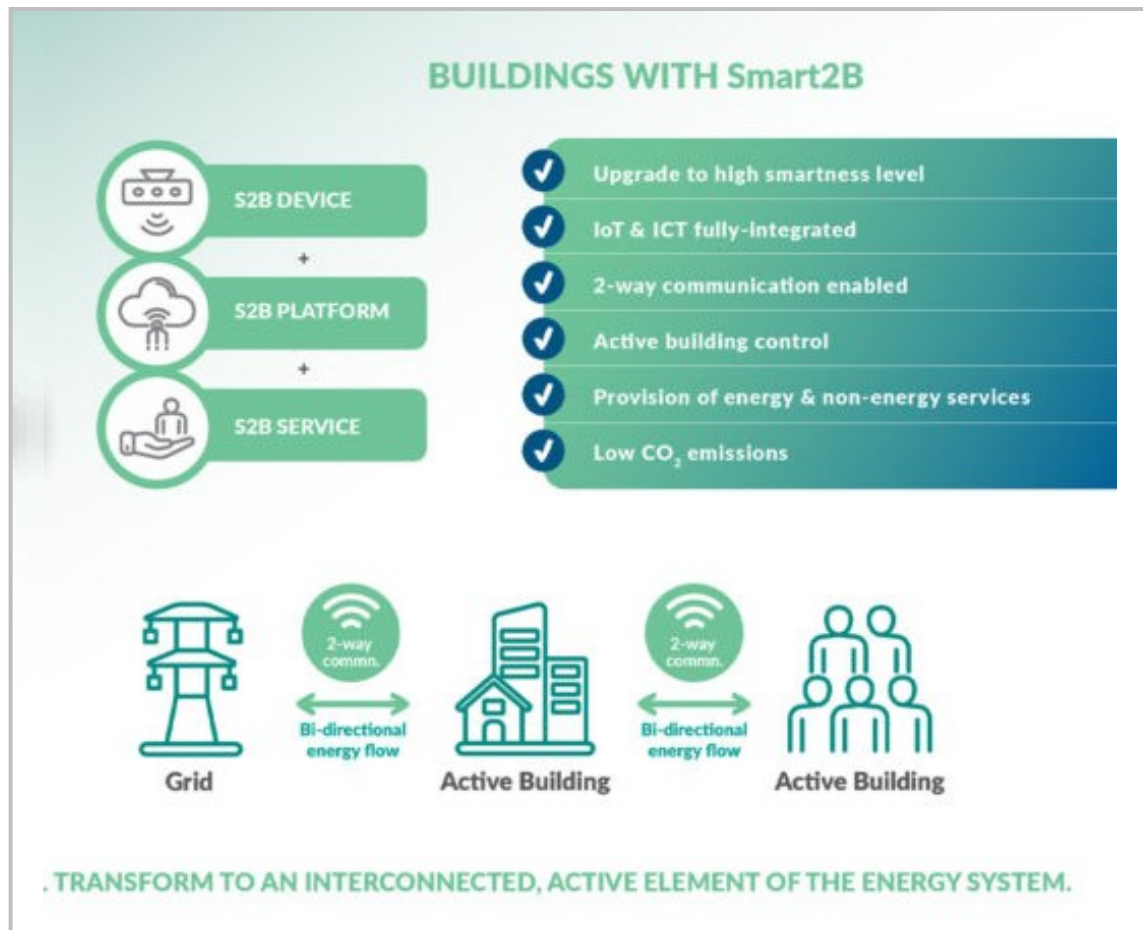 BUILDINGS WITH Smart2B
S2B DEVICE
+
S2B PLATFORM
+
S2B SERVICE
Upgrade to high smartness level
IoT & ICT fully-integrated
2-way communication enabled
Active building control
Provision of energy & non-energy services
Low CO₂ emissions
2-way
commn.
Bi-directional
energy flow
2-way
commn.
Bi-directional
energy flow
Grid
Active Building
Active Building
. TRANSFORM TO AN INTERCONNECTED, ACTIVE ELEMENT OF THE ENERGY SYSTEM.